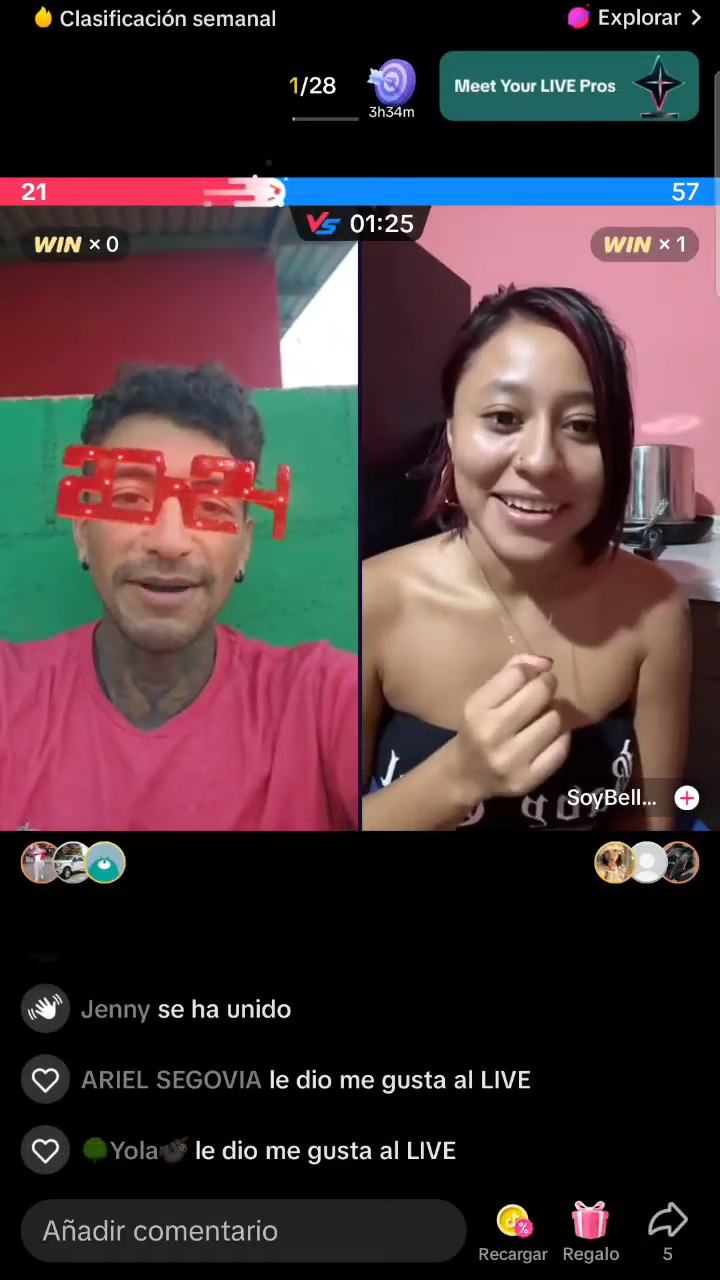 Clasificación semanal
Explorar
1/28
3h34m
Meet Your LIVE Pros
21
57
VS 01:25
WIN × 0
WIN × 1
SoyBell...
Jenny se ha unido
ARIEL SEGOVIA le dio me gusta al LIVE
Yola le dio me gusta al LIVE
Añadir comentario
Recargar
Regalo
5